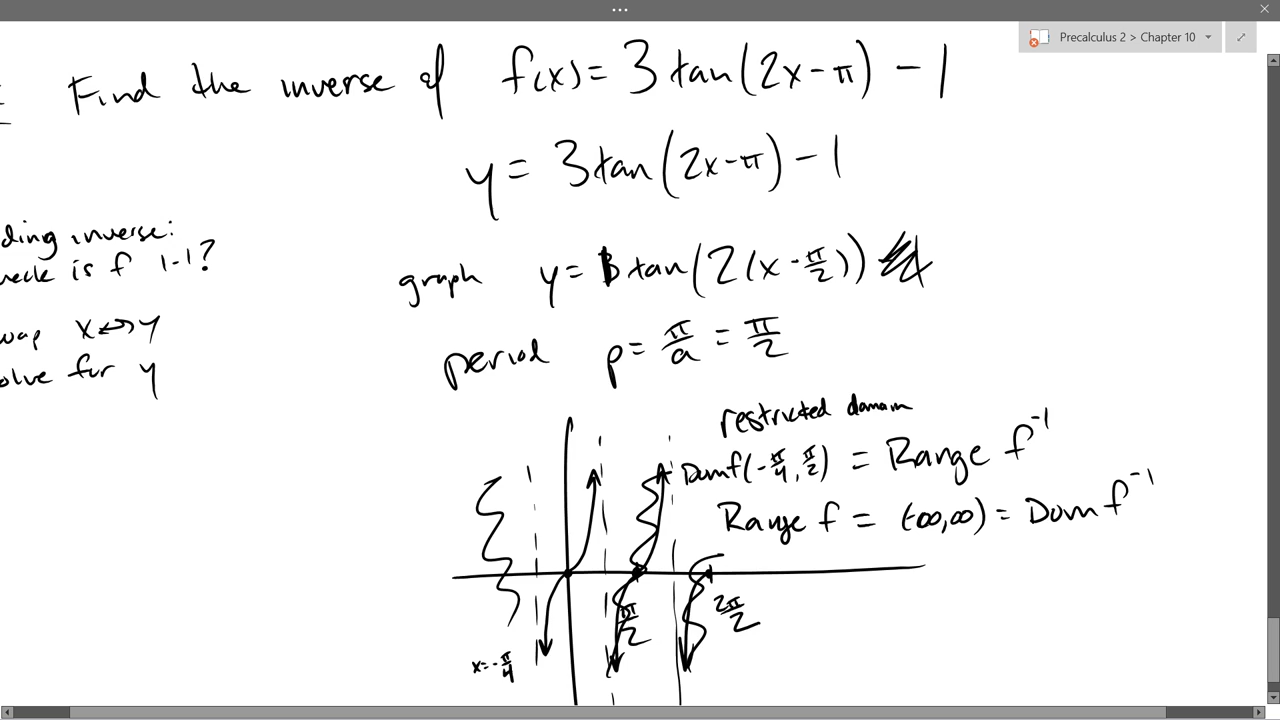 Precalculus 2 > Chapter 10
Find the inverse of f(x) = 3 tan(2x - π) - 1
y = 3 tan(2x - π) - 1
ding inverse:
heck is f 1-1?
graph y = tan(2(x - π/2))
wap x↔y
olve for y
period p = π/a = π/2
restricted domain
Dom f (-π/4, π/2) = Range f⁻¹
Range f = (-∞, ∞) = Dom f⁻¹
π/2
2π/2
x = -π/4